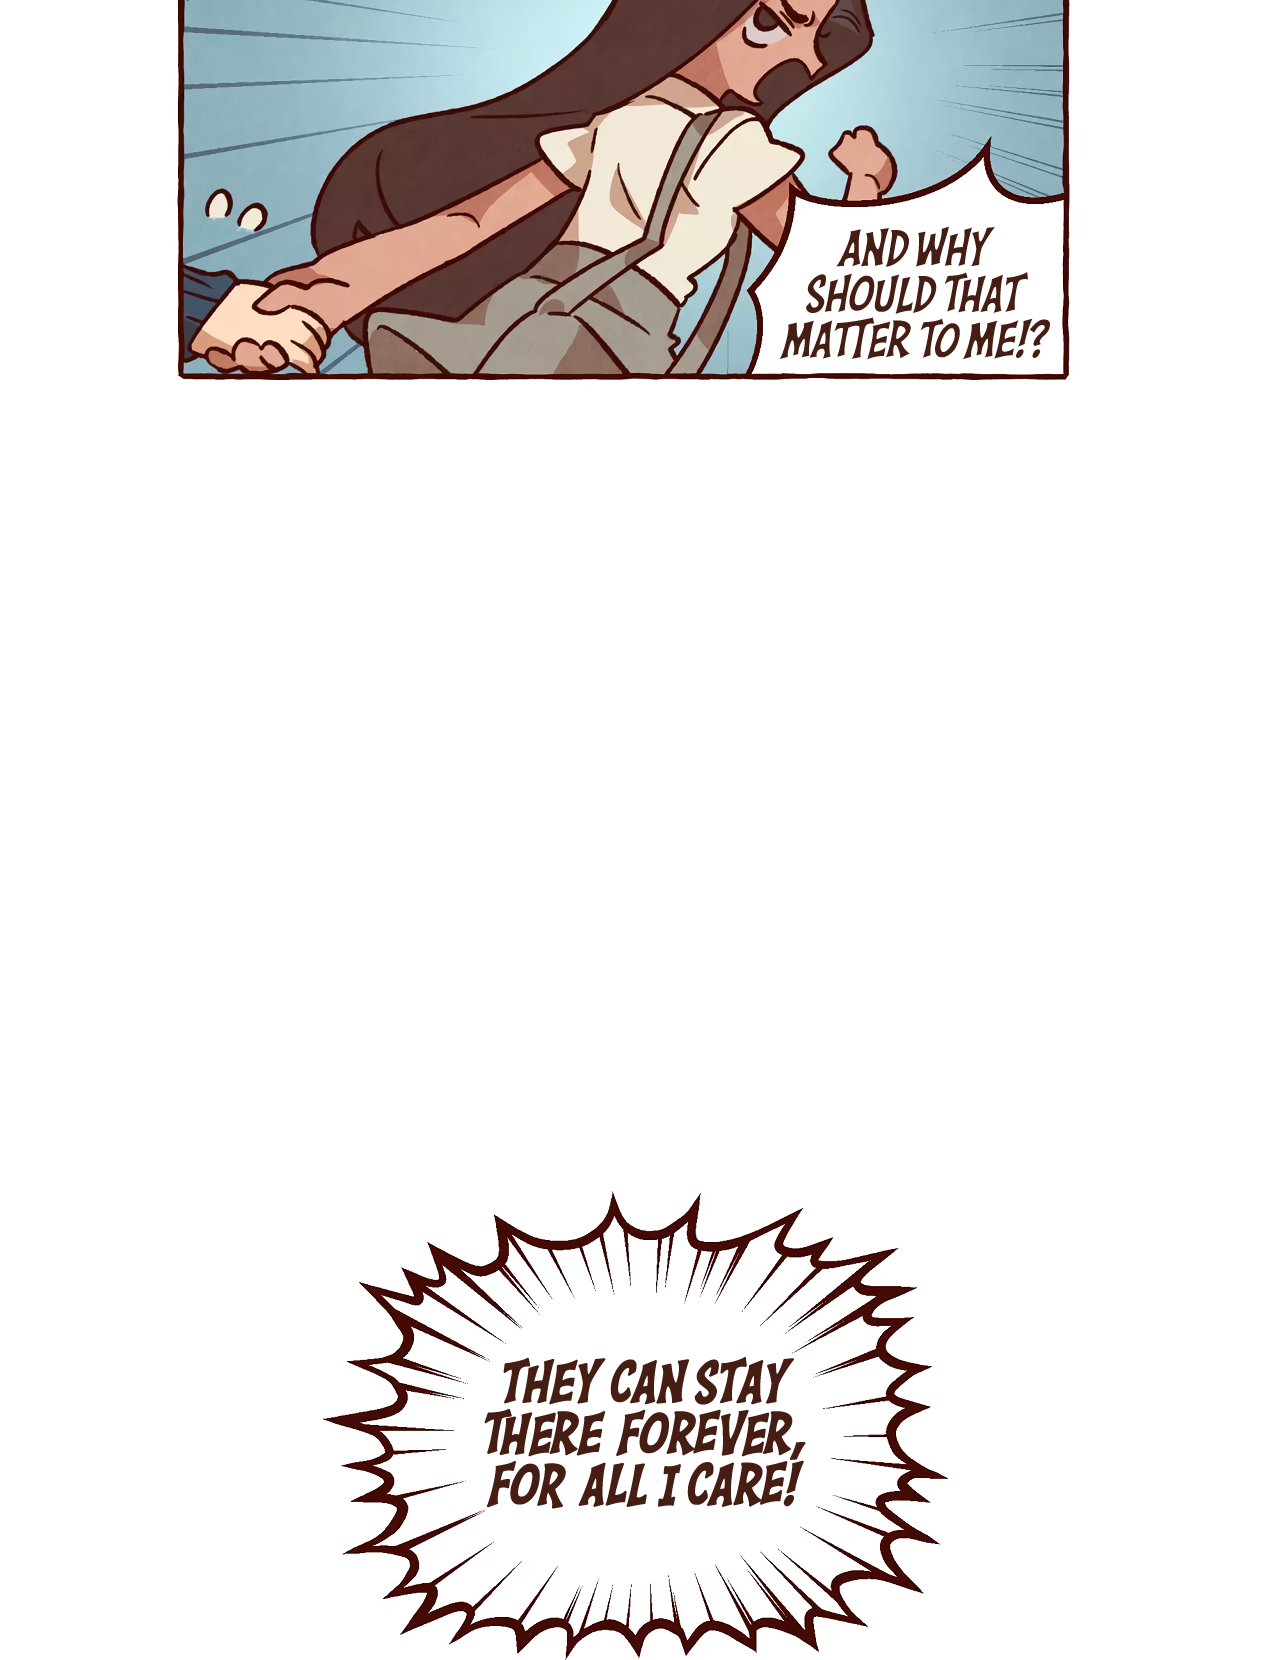 AND WHY
SHOULD THAT
MATTER TO ME!?
THEY CAN STAY
THERE FOREVER,
FOR ALL I CARE!